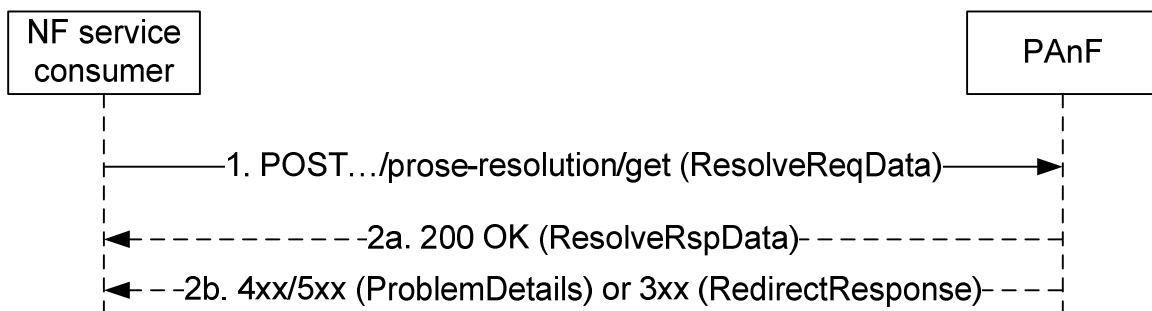 NF service
consumer
PAnF
1. POST…/prose-resolution/get (ResolveReqData)
2a. 200 OK (ResolveRspData)
2b. 4xx/5xx (ProblemDetails) or 3xx (RedirectResponse)